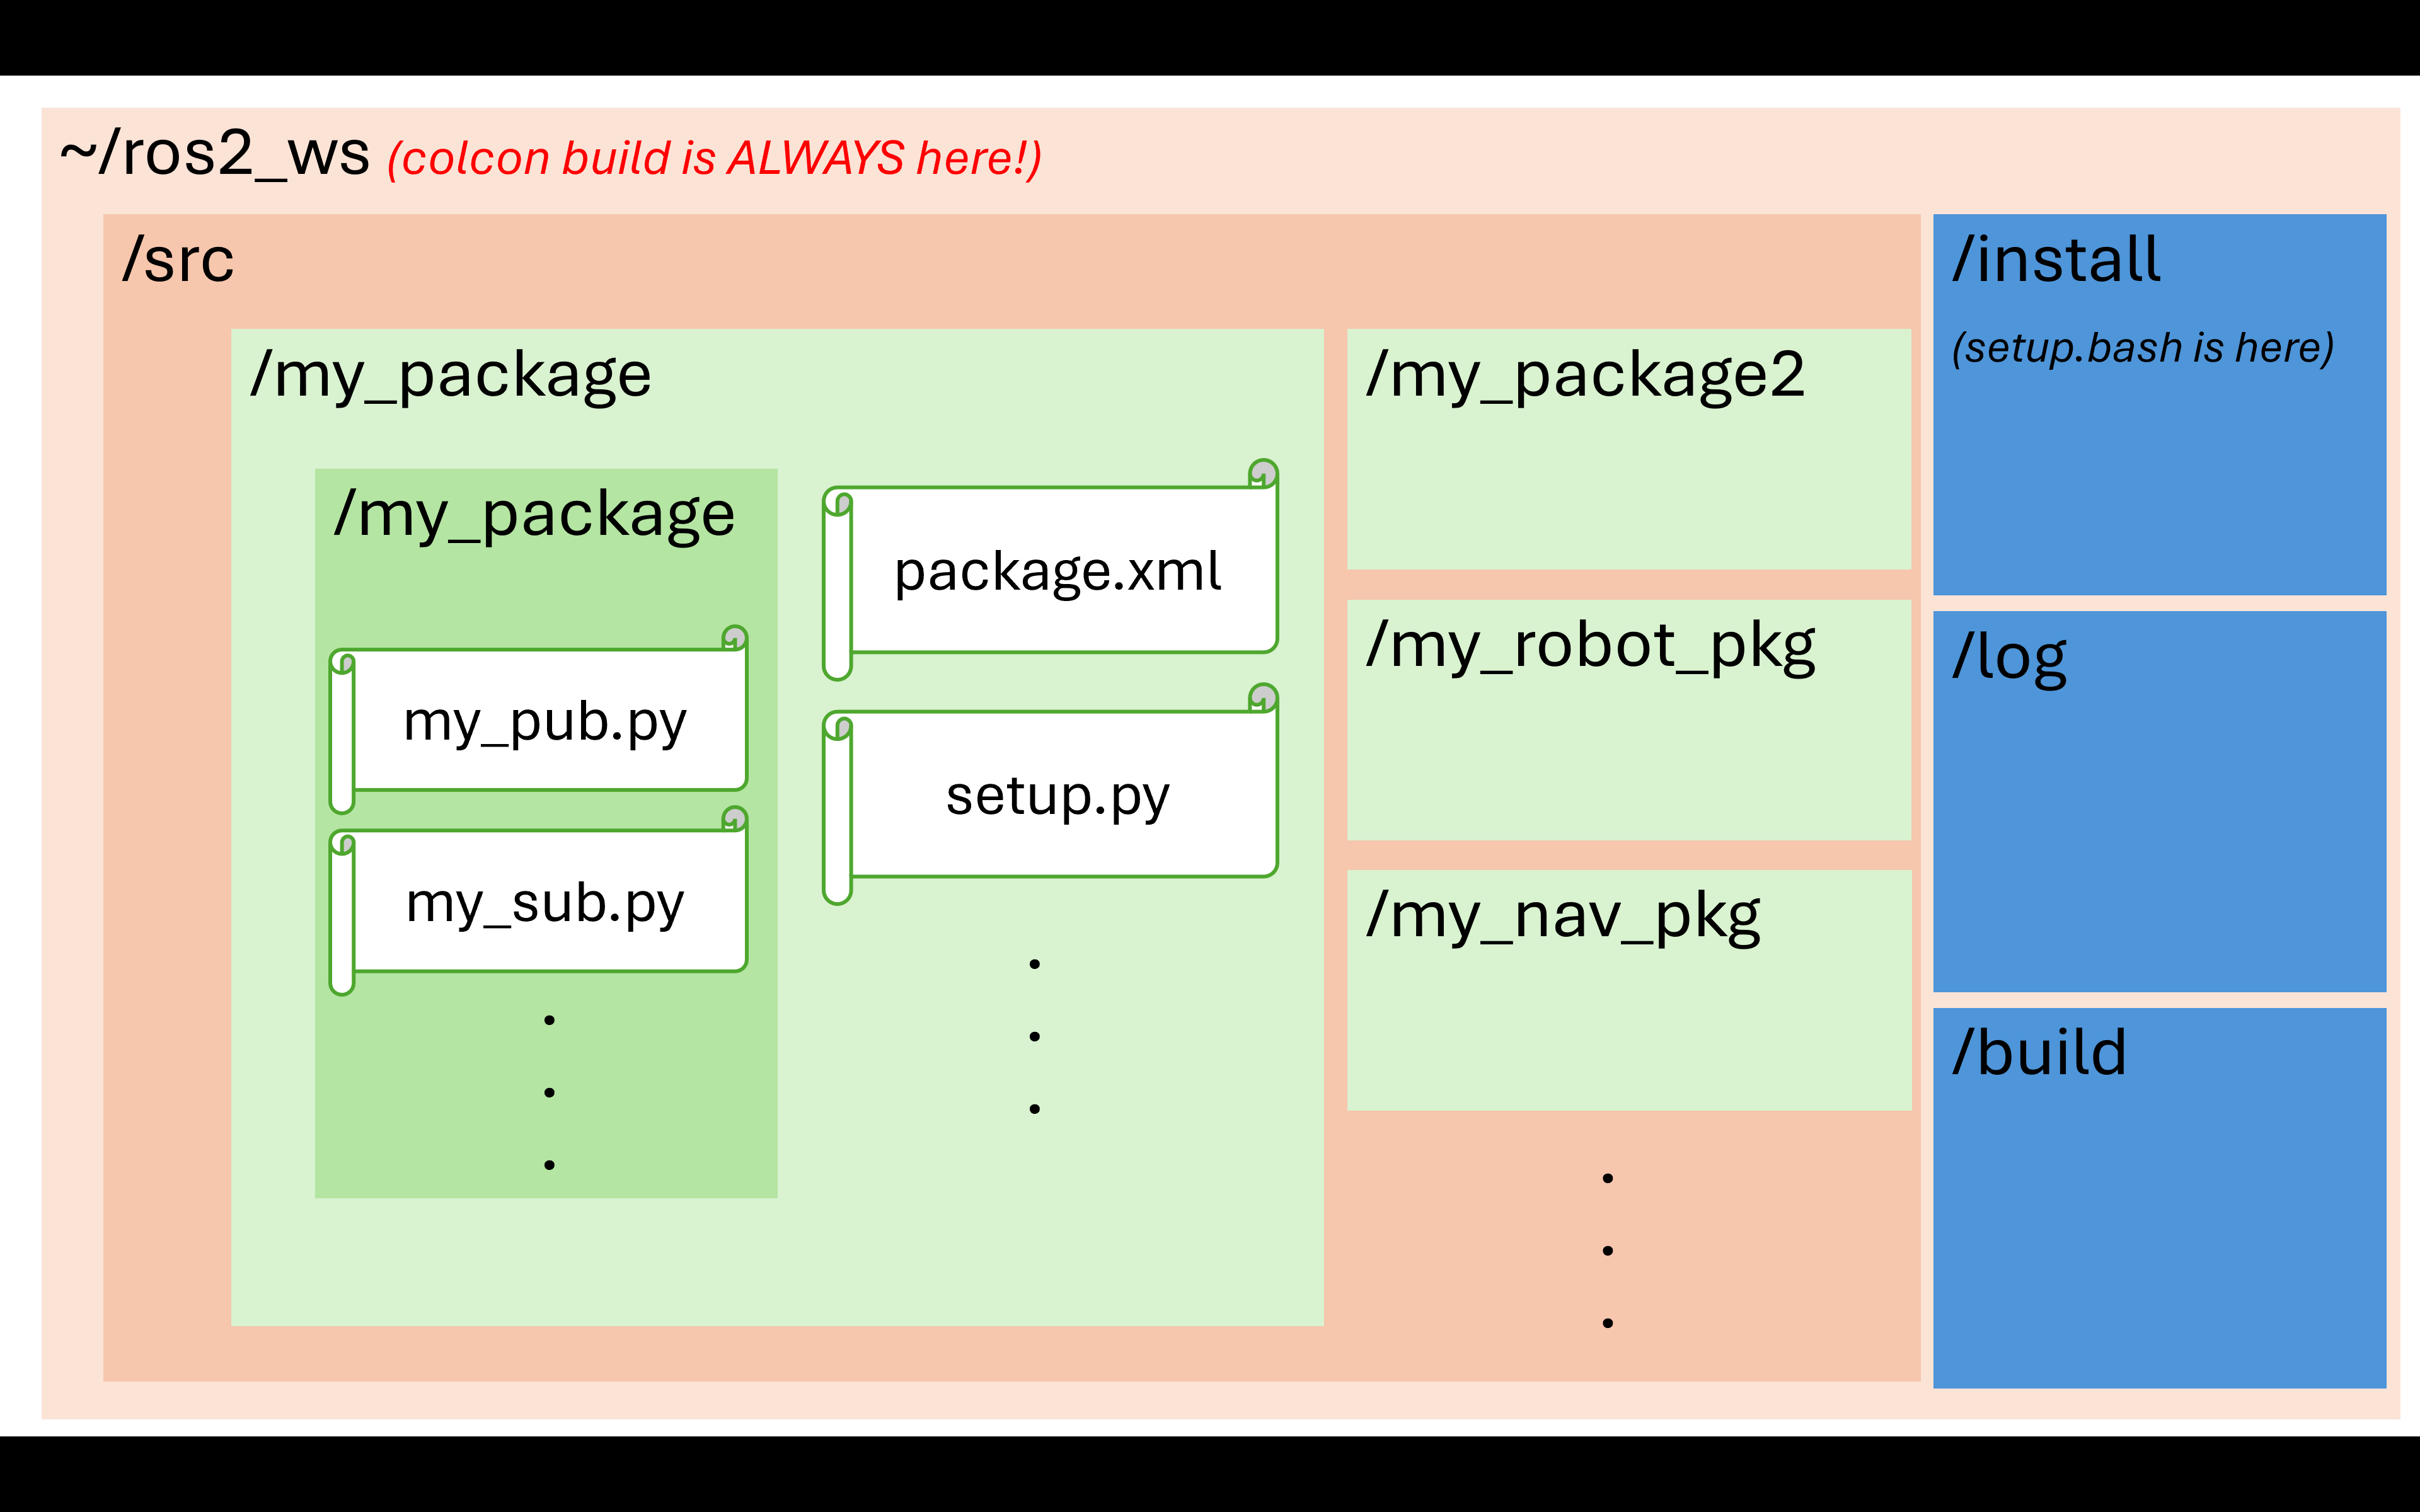 ~/ros2_ws (colcon build is ALWAYS here!)
/src
/my_package
/my_package
my_pub.py
my_sub.py
package.xml
setup.py
/my_package2
/my_robot_pkg
/my_nav_pkg
/install
(setup.bash is here)
/log
/build